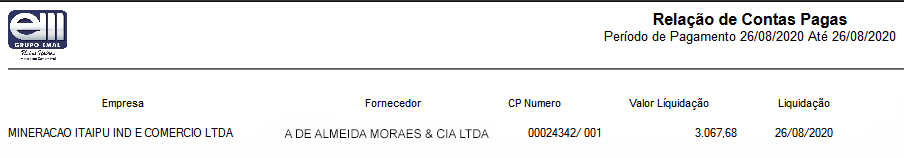 em
GRUPO EMAL
Relação de Contas Pagas
Período de Pagamento 26/08/2020 Até 26/08/2020
Empresa Fornecedor CP Numero Valor Líquidação Liquidação
MINERACAO ITAIPU IND E COMERCIO LTDA A DE ALMEIDA MORAES & CIA LTDA 00024342/ 001 3.067,68 26/08/2020